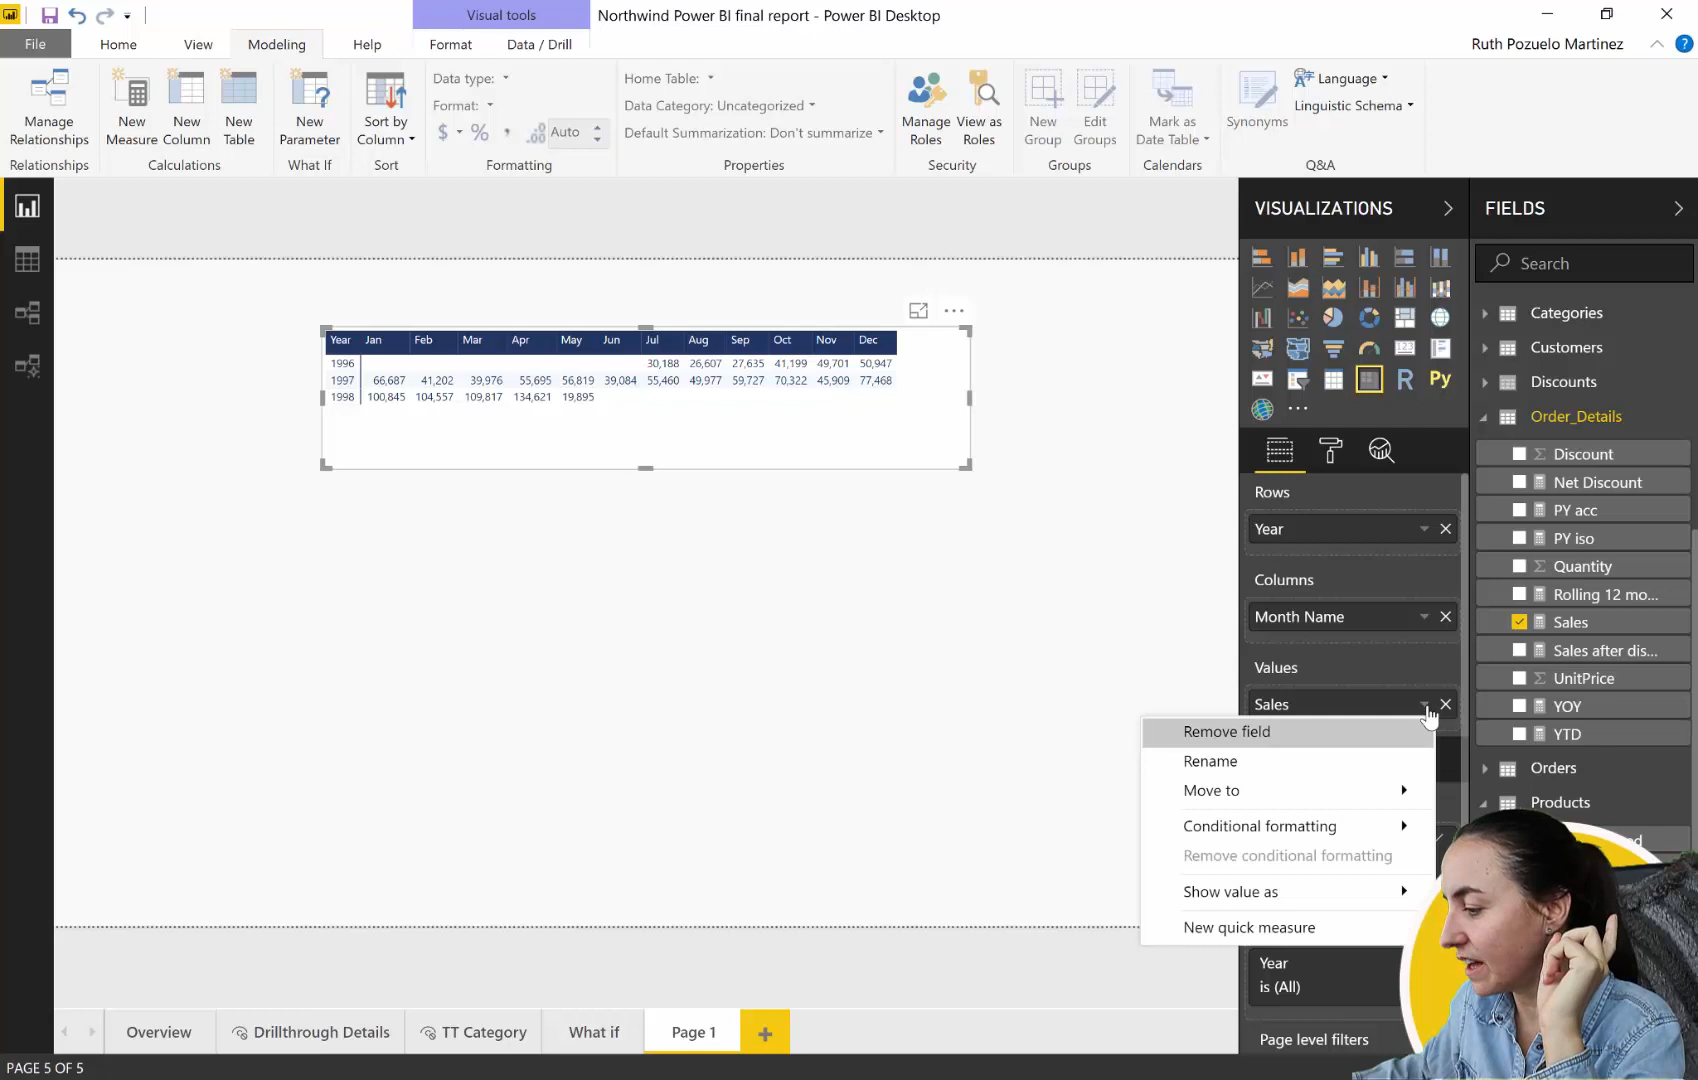 Visual tools
Northwind Power BI final report - Power BI Desktop
File
Home
View
Modeling
Help
Format
Data / Drill
Ruth Pozuelo Martinez
?
Manage Relationships
New Measure
New Column
New Table
New Parameter
Sort by Column
Data type:
Format:
$ % , Auto
Home Table:
Data Category: Uncategorized
Default Summarization: Don't summarize
Manage Roles
View as Roles
New Group
Edit Groups
Mark as Date Table
Synonyms
Language
Linguistic Schema
Relationships
Calculations
What If
Sort
Formatting
Properties
Security
Groups
Calendars
Q&A
Year Jan Feb Mar Apr May Jun Jul Aug Sep Oct Nov Dec
1996 30,188 26,607 27,635 41,199 49,701 50,947
1997 66,687 41,202 39,976 55,695 56,819 39,084 55,460 49,977 59,727 70,322 45,909 77,468
1998 100,845 104,557 109,817 134,621 19,895
VISUALIZATIONS
123
R
Py
Rows
Year
Columns
Month Name
Values
Sales
Remove field
Rename
Move to
Conditional formatting
Remove conditional formatting
Show value as
New quick measure
Year
is (All)
Page level filters
FIELDS
Search
Categories
Customers
Discounts
Order_Details
Discount
Net Discount
PY acc
PY iso
Quantity
Rolling 12 mo...
Sales
Sales after dis...
UnitPrice
YOY
YTD
Orders
Products
Overview
Drillthrough Details
TT Category
What if
Page 1
PAGE 5 OF 5